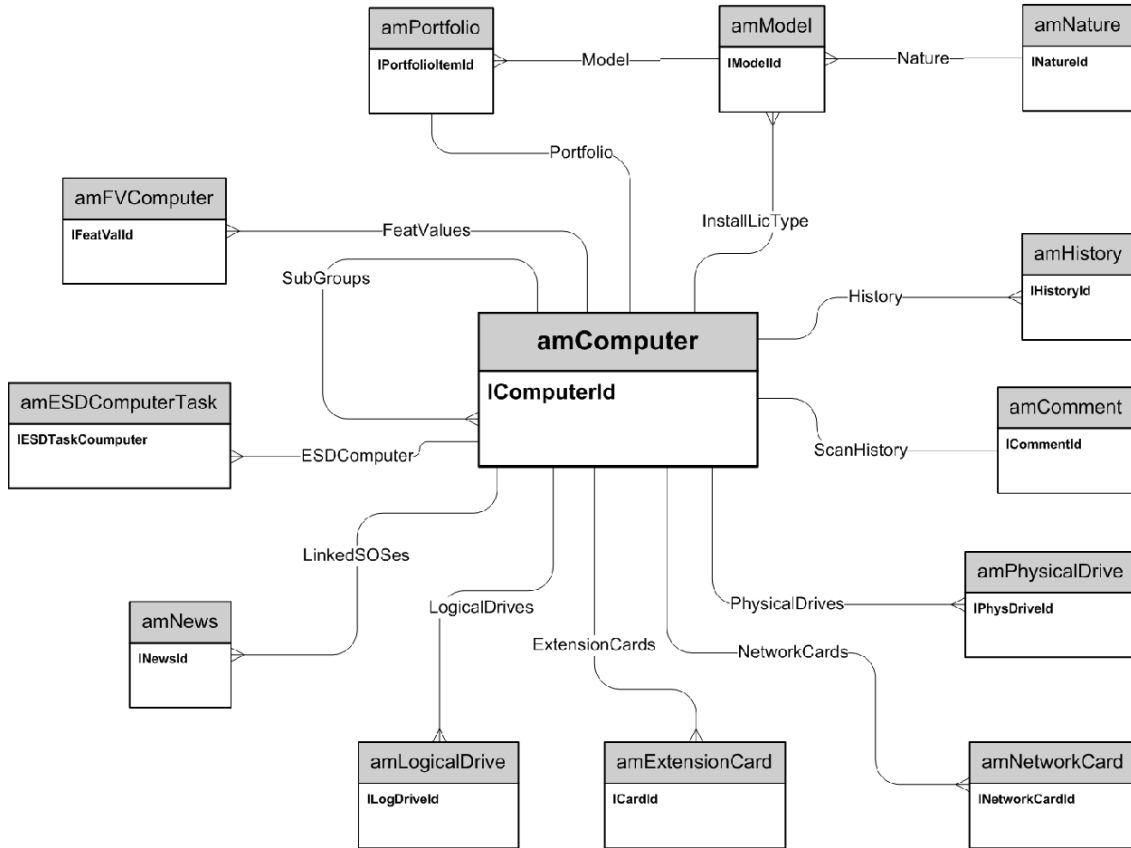 amPortfolio
lPortfolioItemId
Model
amModel
lModelId
Nature
amNature
lNatureId
Portfolio
amFVComputer
lFeatValId
FeatValues
InstallLicType
SubGroups
amHistory
lHistoryId
History
amComputer
lComputerId
amESDComputerTask
lESDTaskCoumputer
ESDComputer
amComment
lCommentId
ScanHistory
LinkedSOSes
amNews
lNewsId
LogicalDrives
PhysicalDrives
amPhysicalDrive
lPhysDriveId
ExtensionCards
NetworkCards
amLogicalDrive
lLogDriveId
amExtensionCard
lCardId
amNetworkCard
lNetworkCardId